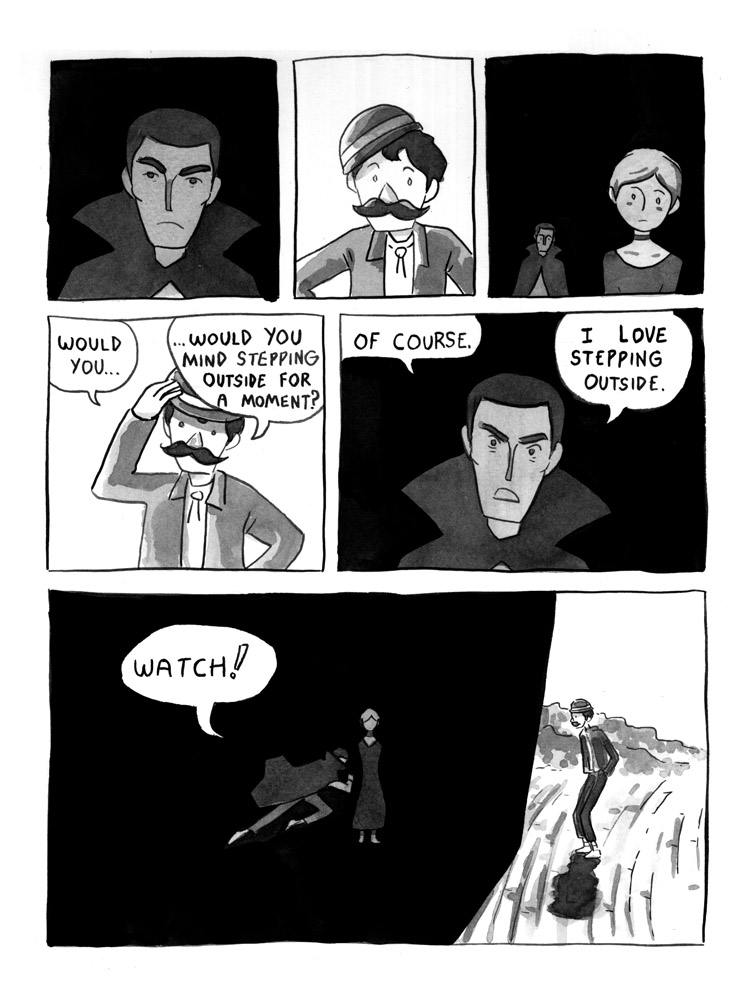 WOULD
YOU...
...WOULD YOU
MIND STEPPING
OUTSIDE FOR
A MOMENT?
OF COURSE.
I LOVE
STEPPING
OUTSIDE.
WATCH!